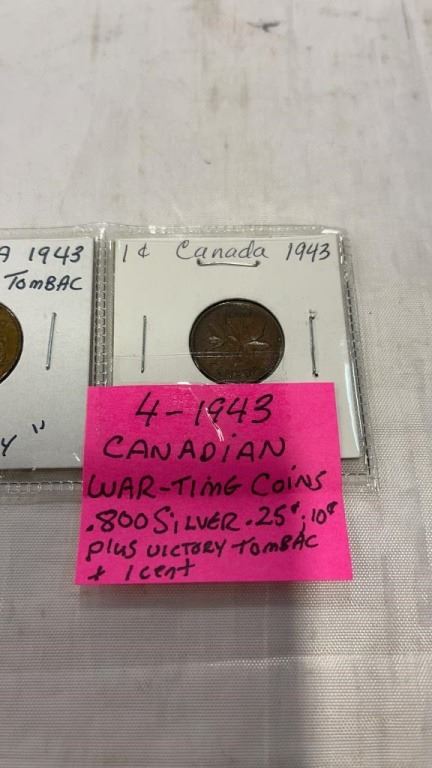 A 1943
TOMBAC
Y"
1¢ Canada 1943
4-1943
CANADIAN
WAR-TIME COINS
.800 SILVER .25¢, 10¢
plus VICTORY TOMBAC
+ 1 cent